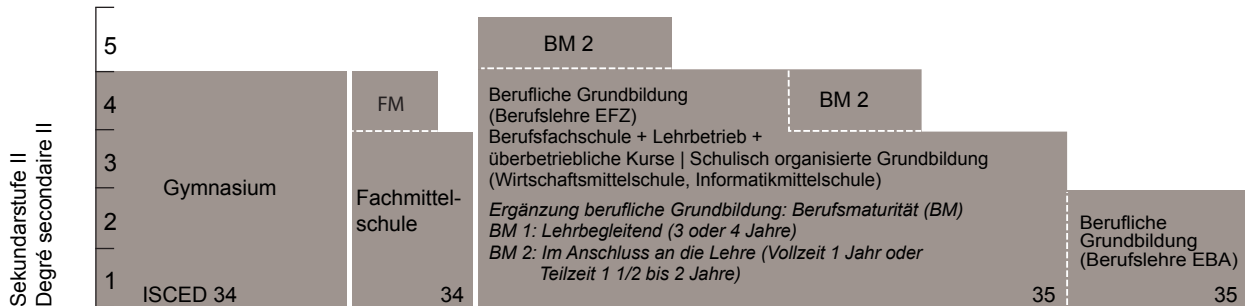 Sekundarstufe II
Degré secondaire II
5
4
3
2
1
Gymnasium
ISCED 34
FM
Fachmittel-
schule
34
BM 2
BM 2
Berufliche Grundbildung
(Berufslehre EFZ)
Berufsfachschule + Lehrbetrieb +
überbetriebliche Kurse | Schulisch organisierte Grundbildung
(Wirtschaftsmittelschule, Informatikmittelschule)
Ergänzung berufliche Grundbildung: Berufsmaturität (BM)
BM 1: Lehrbegleitend (3 oder 4 Jahre)
BM 2: Im Anschluss an die Lehre (Vollzeit 1 Jahr oder
Teilzeit 1 1/2 bis 2 Jahre)
35
Berufliche
Grundbildung
(Berufslehre EBA)
35